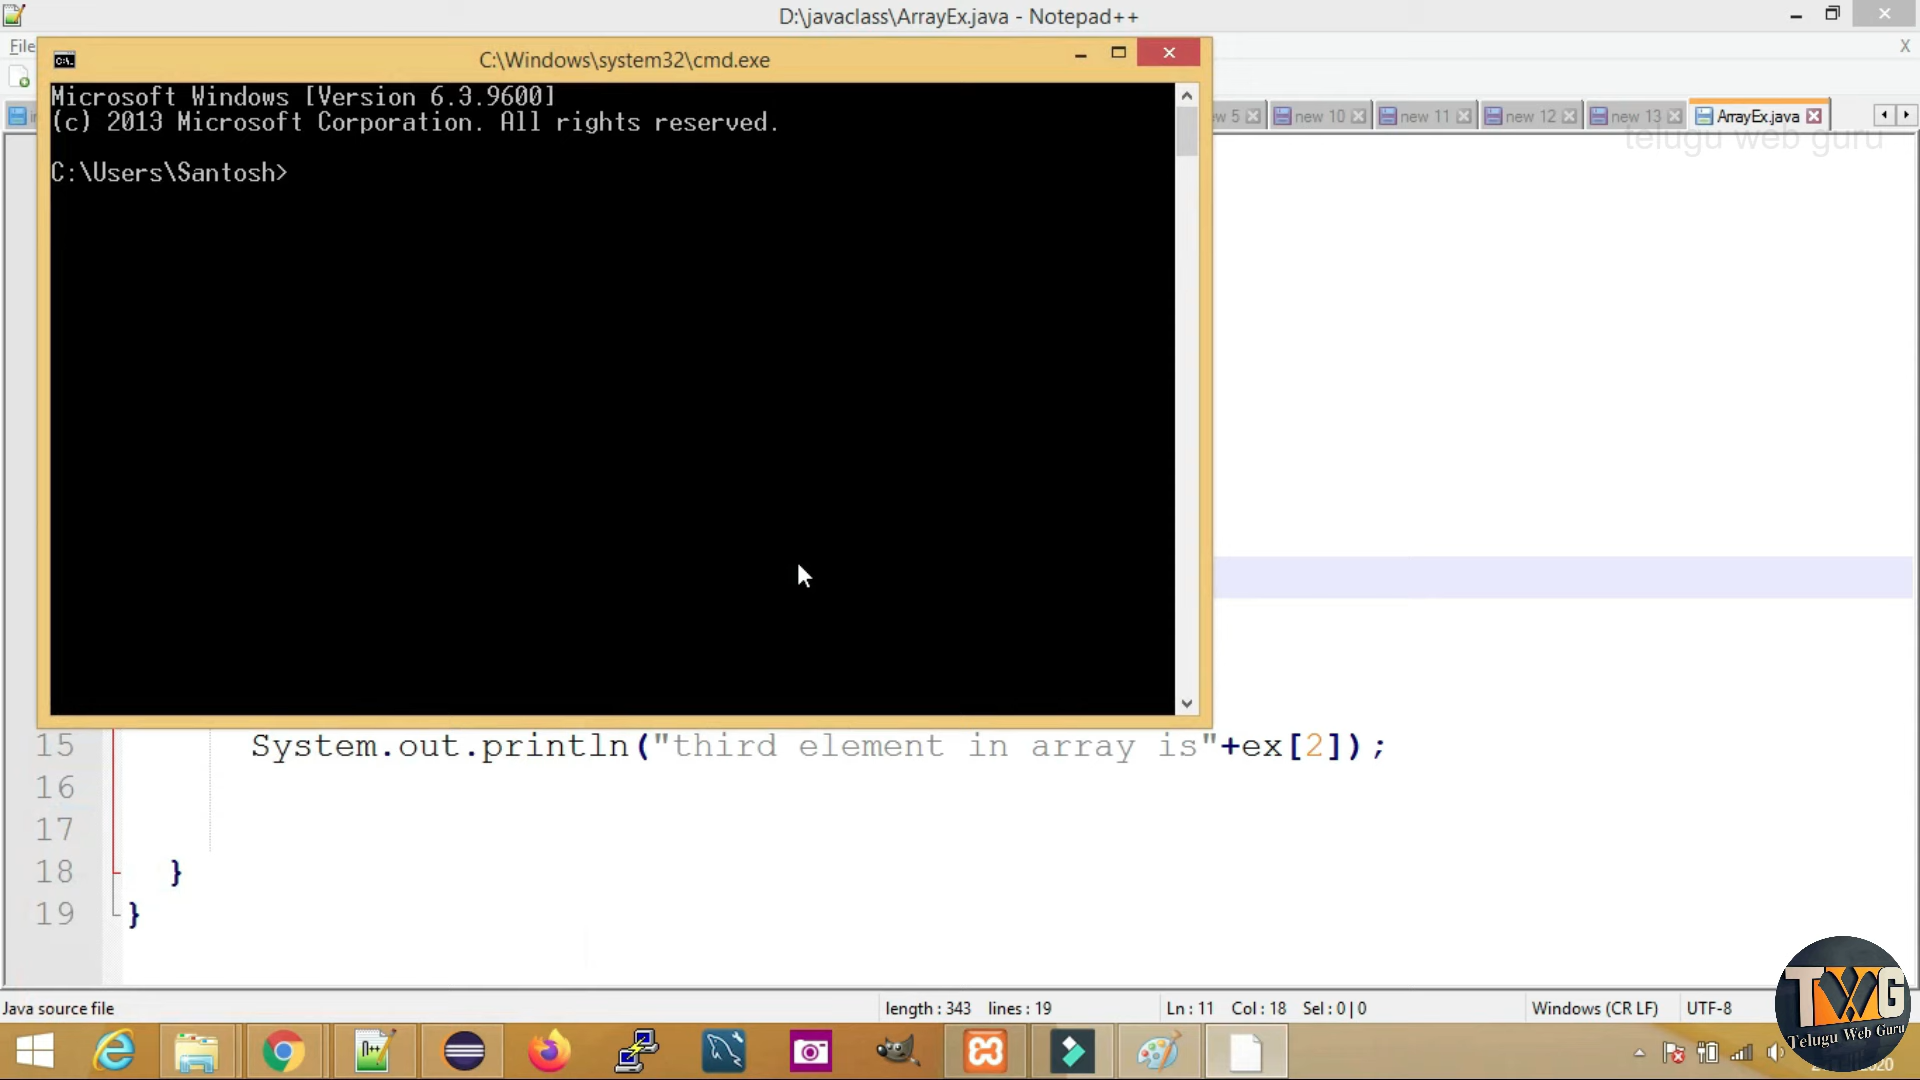 D:\javaclass\ArrayEx.java - Notepad++
File
C:\Windows\system32\cmd.exe
Microsoft Windows [Version 6.3.9600]
(c) 2013 Microsoft Corporation. All rights reserved.
C:\Users\Santosh>
5 new 10 new 11 new 12 new 13 ArrayEx.java
telugu web guru
15 System.out.println("third element in array is"+ex[2]);
16
17
18 }
19 }
Java source file length : 343 lines : 19 Ln : 11 Col : 18 Sel : 0 | 0 Windows (CR LF) UTF-8
TWG
Telugu Web Guru